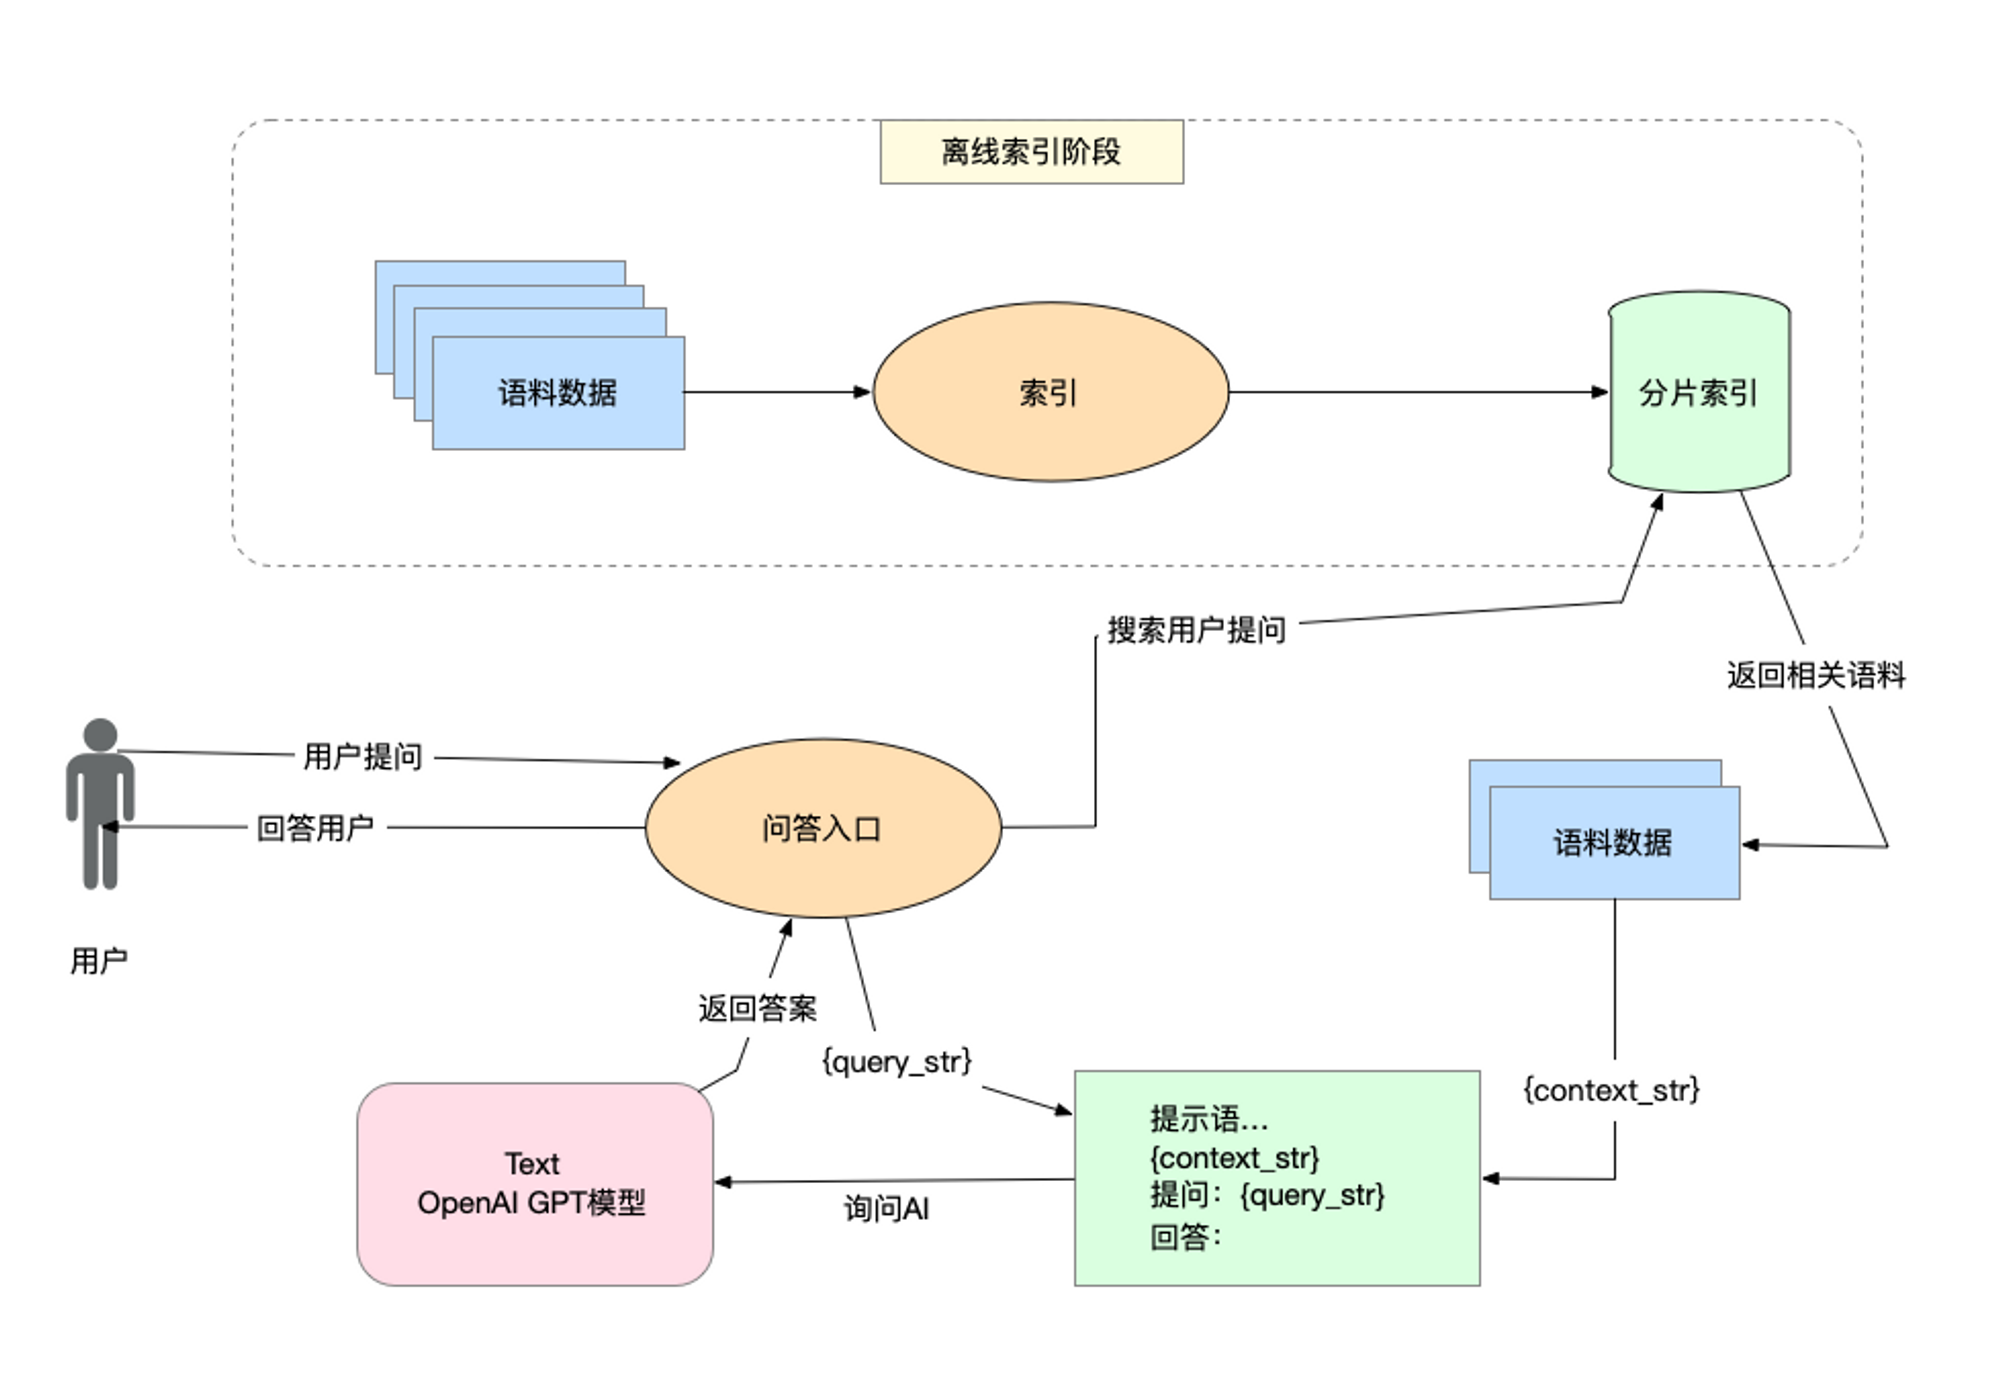 离线索引阶段
语料数据
索引
分片索引
搜索用户提问
返回相关语料
用户提问
回答用户
问答入口
语料数据
用户
返回答案
{query_str}
{context_str}
Text
OpenAI GPT模型
询问AI
提示语...
{context_str}
提问：{query_str}
回答：